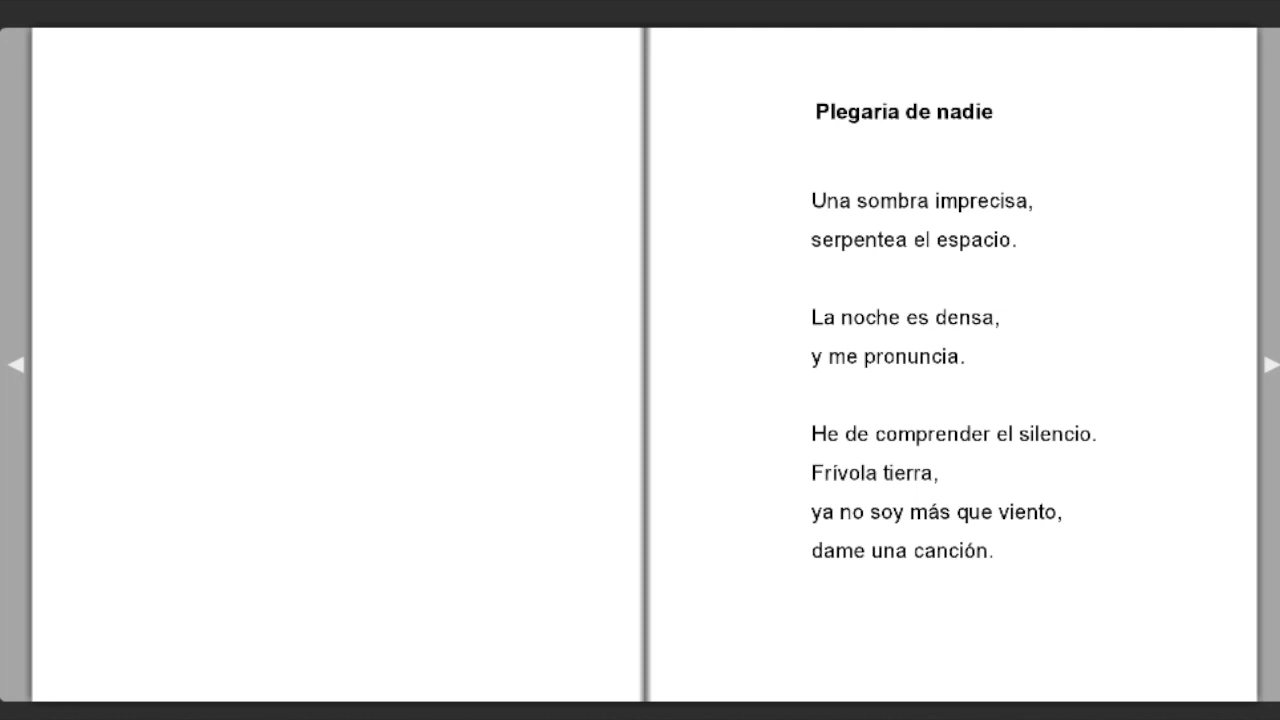 Plegaria de nadie
Una sombra imprecisa,
serpentea el espacio.
La noche es densa,
y me pronuncia.
He de comprender el silencio.
Frívola tierra,
ya no soy más que viento,
dame una canción.